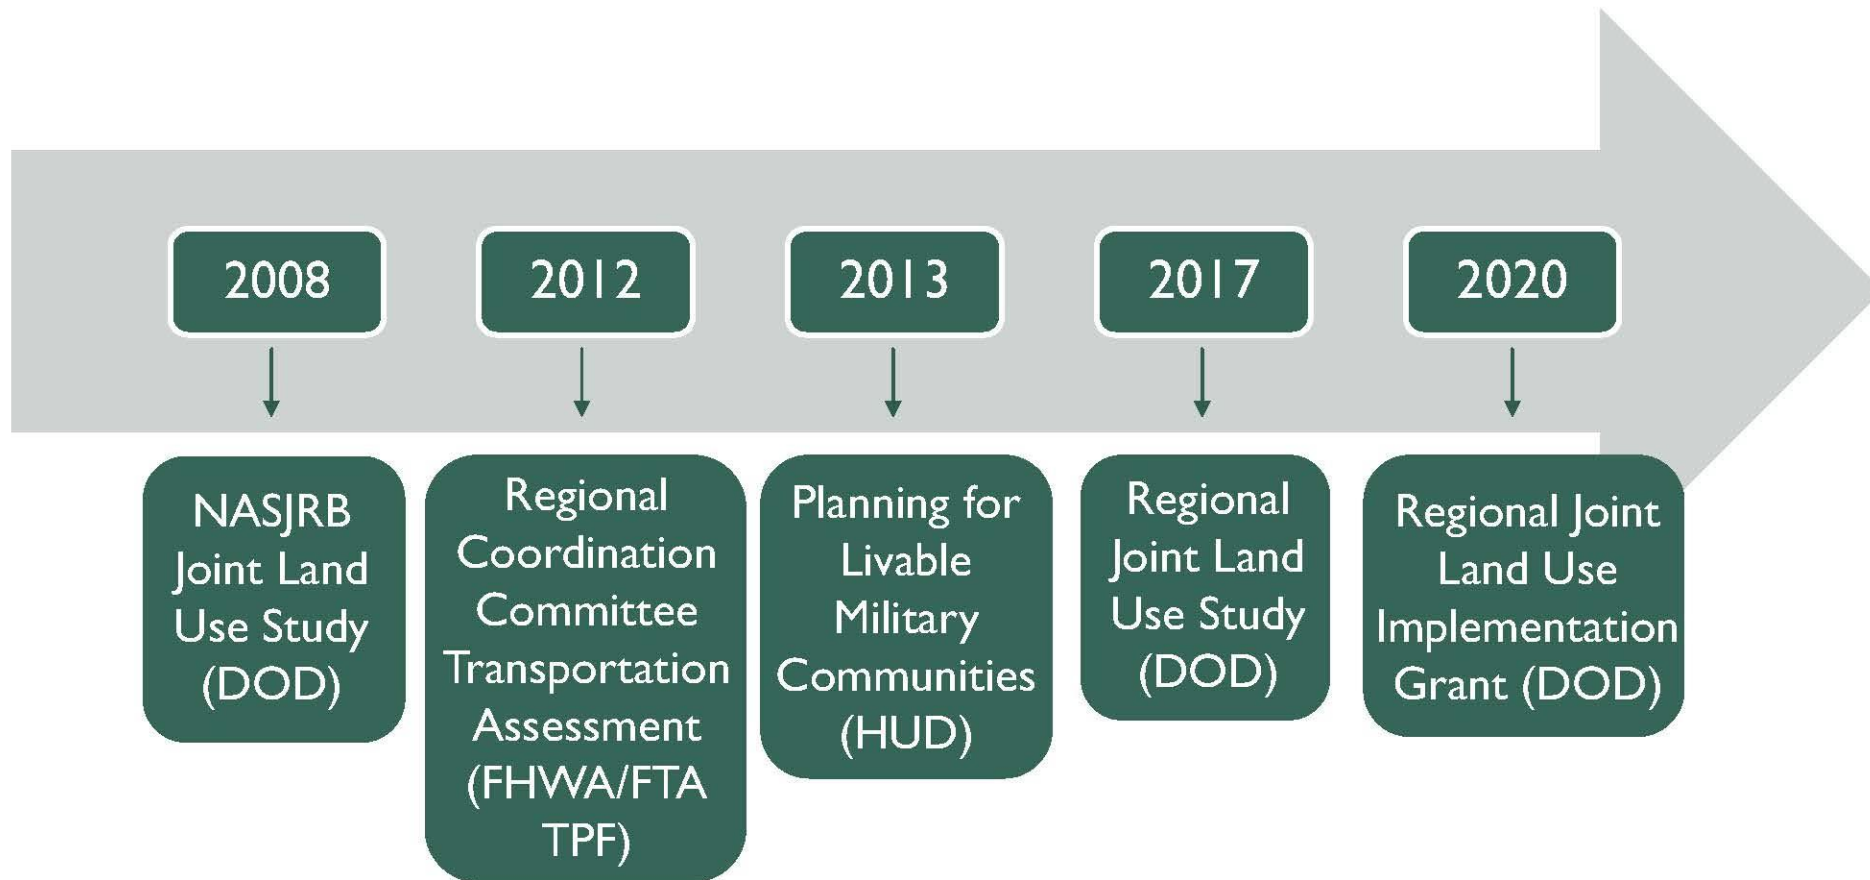 2008
NASJRB
Joint Land
Use Study
(DOD)
2012
Regional
Coordination
Committee
Transportation
Assessment
(FHWA/FTA
TPF)
2013
Planning for
Livable
Military
Communities
(HUD)
2017
Regional
Joint Land
Use Study
(DOD)
2020
Regional Joint
Land Use
Implementation
Grant (DOD)